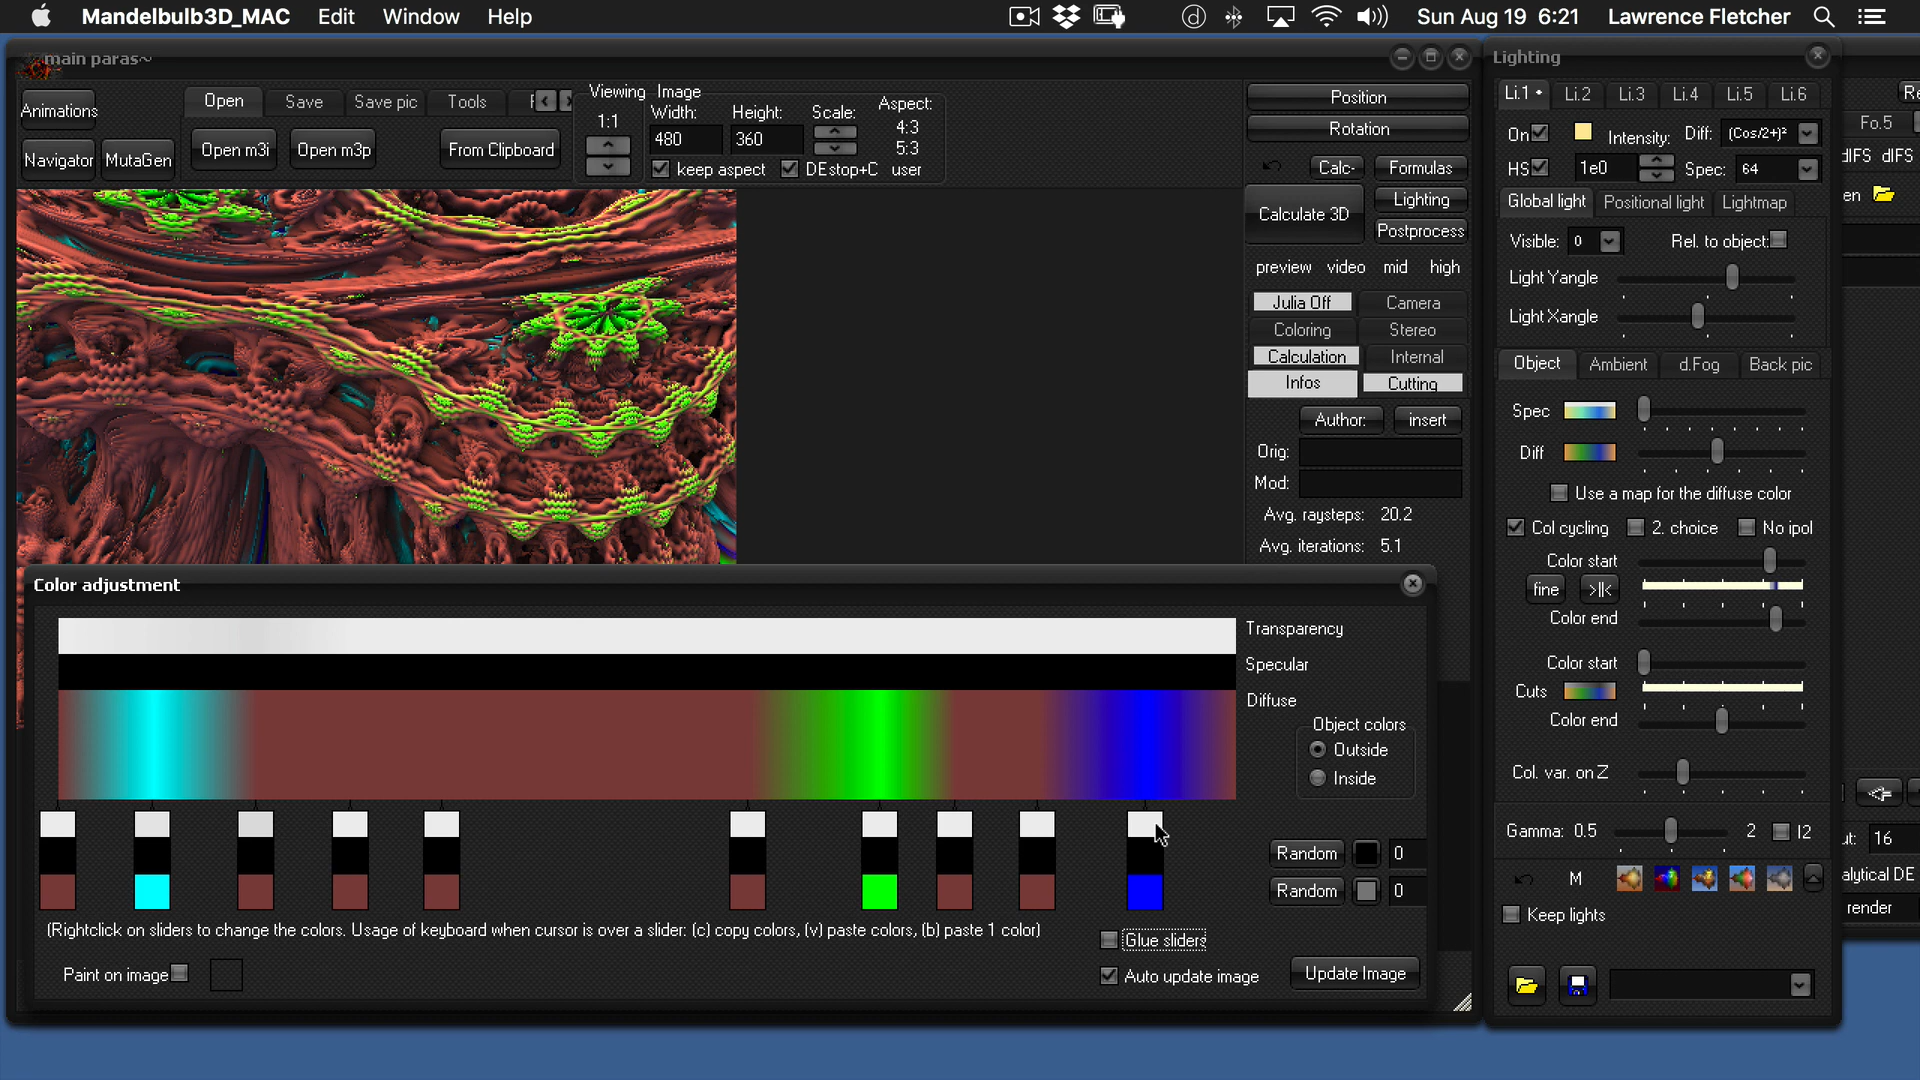 Mandelbulb3D_MAC Edit Window Help
Sun Aug 19 6:21 Lawrence Fletcher
main paras~
Animations
Open Save Save pic Tools
Navigator MutaGen
Open m3i Open m3p From Clipboard
Viewing
1:1
Image
Width: Height: Scale: Aspect:
480 360
4:3
5:3
keep aspect DEstop+C user
Position
Rotation
Calc- Formulas
Calculate 3D
Lighting
Postprocess
preview video mid high
Julia Off Camera
Coloring Stereo
Calculation Internal
Infos Cutting
Author: insert
Orig:
Mod:
Avg. raysteps: 20.2
Avg. iterations: 5.1
Color adjustment
Transparency
Specular
Diffuse
Object colors
Outside
Inside
Random 0
Random 0
(Rightclick on sliders to change the colors. Usage of keyboard when cursor is over a slider: (c) copy colors, (v) paste colors, (b) paste 1 color)
Glue sliders
Paint on image
Auto update image
Update Image
Lighting
Li.1 Li.2 Li.3 Li.4 Li.5 Li.6
On Intensity: Diff: (Cos/2+)²
HS 1e0 Spec: 64
Global light Positional light Lightmap
Visible: 0 Rel. to object:
Light Yangle
Light Xangle
Object Ambient d.Fog Back pic
Spec
Diff
Use a map for the diffuse color
Col cycling 2. choice No ipol
Color start
fine >||<
Color end
Color start
Cuts
Color end
Col. var. on Z
Gamma: 0.5 2 I2
M
Keep lights
Fo.5
dIFS dIFS
16
render